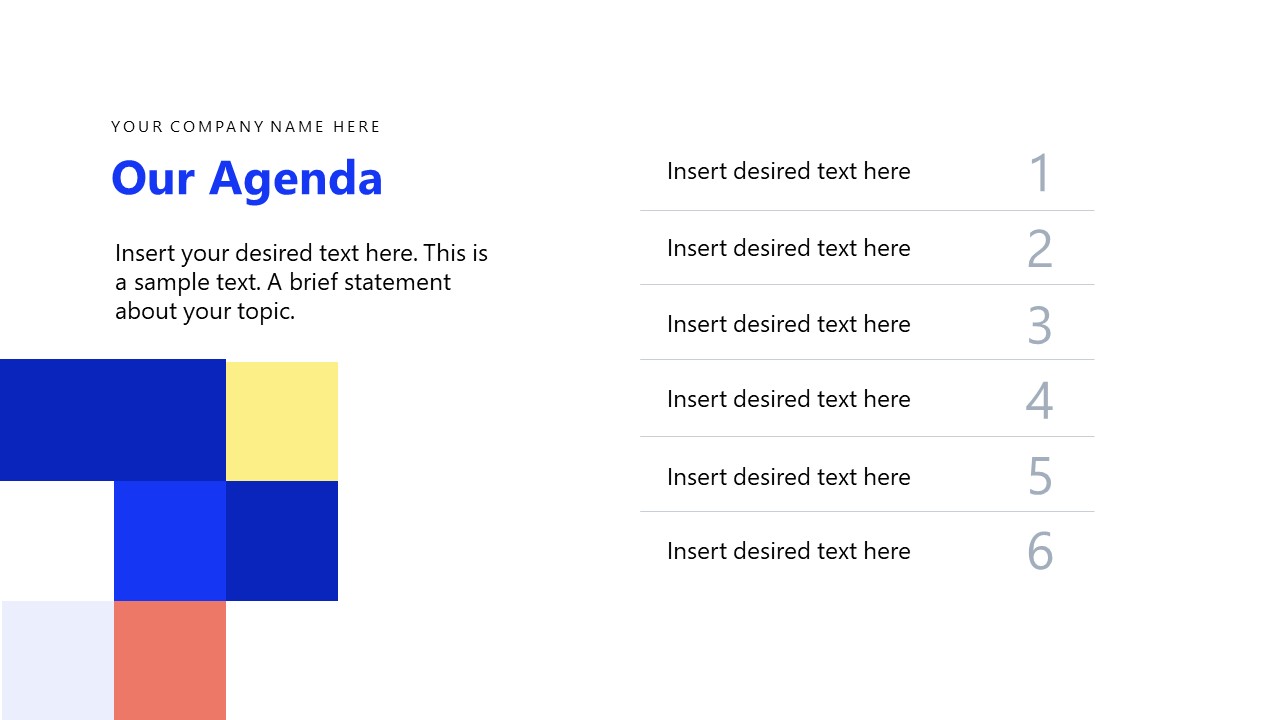 YOUR COMPANY NAME HERE
Our Agenda
Insert your desired text here. This is
a sample text. A brief statement
about your topic.
Insert desired text here 1
Insert desired text here 2
Insert desired text here 3
Insert desired text here 4
Insert desired text here 5
Insert desired text here 6